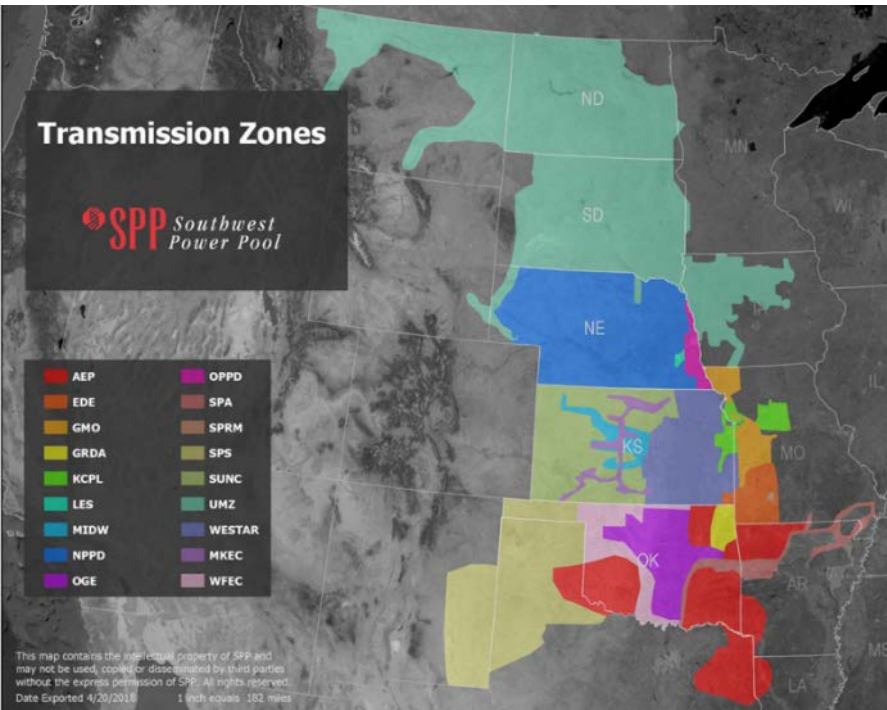 Transmission Zones
SPP Southwest
Power Pool
AEP
EDE
GMO
GRDA
KCPL
LES
MIDW
NPPD
OGE
OPPD
SPA
SPRM
SPS
SUNC
UMZ
WESTAR
MKEC
WFEC
ND
MN
SD
WI
NE
IL
KS
MO
OK
AR
MS
LA
This map contains the intellectual property of SPP and
may not be used, copied or disseminated by third parties
without the express permission of SPP. All rights reserved.
Date Exported 4/20/2018 1 inch equals 182 miles